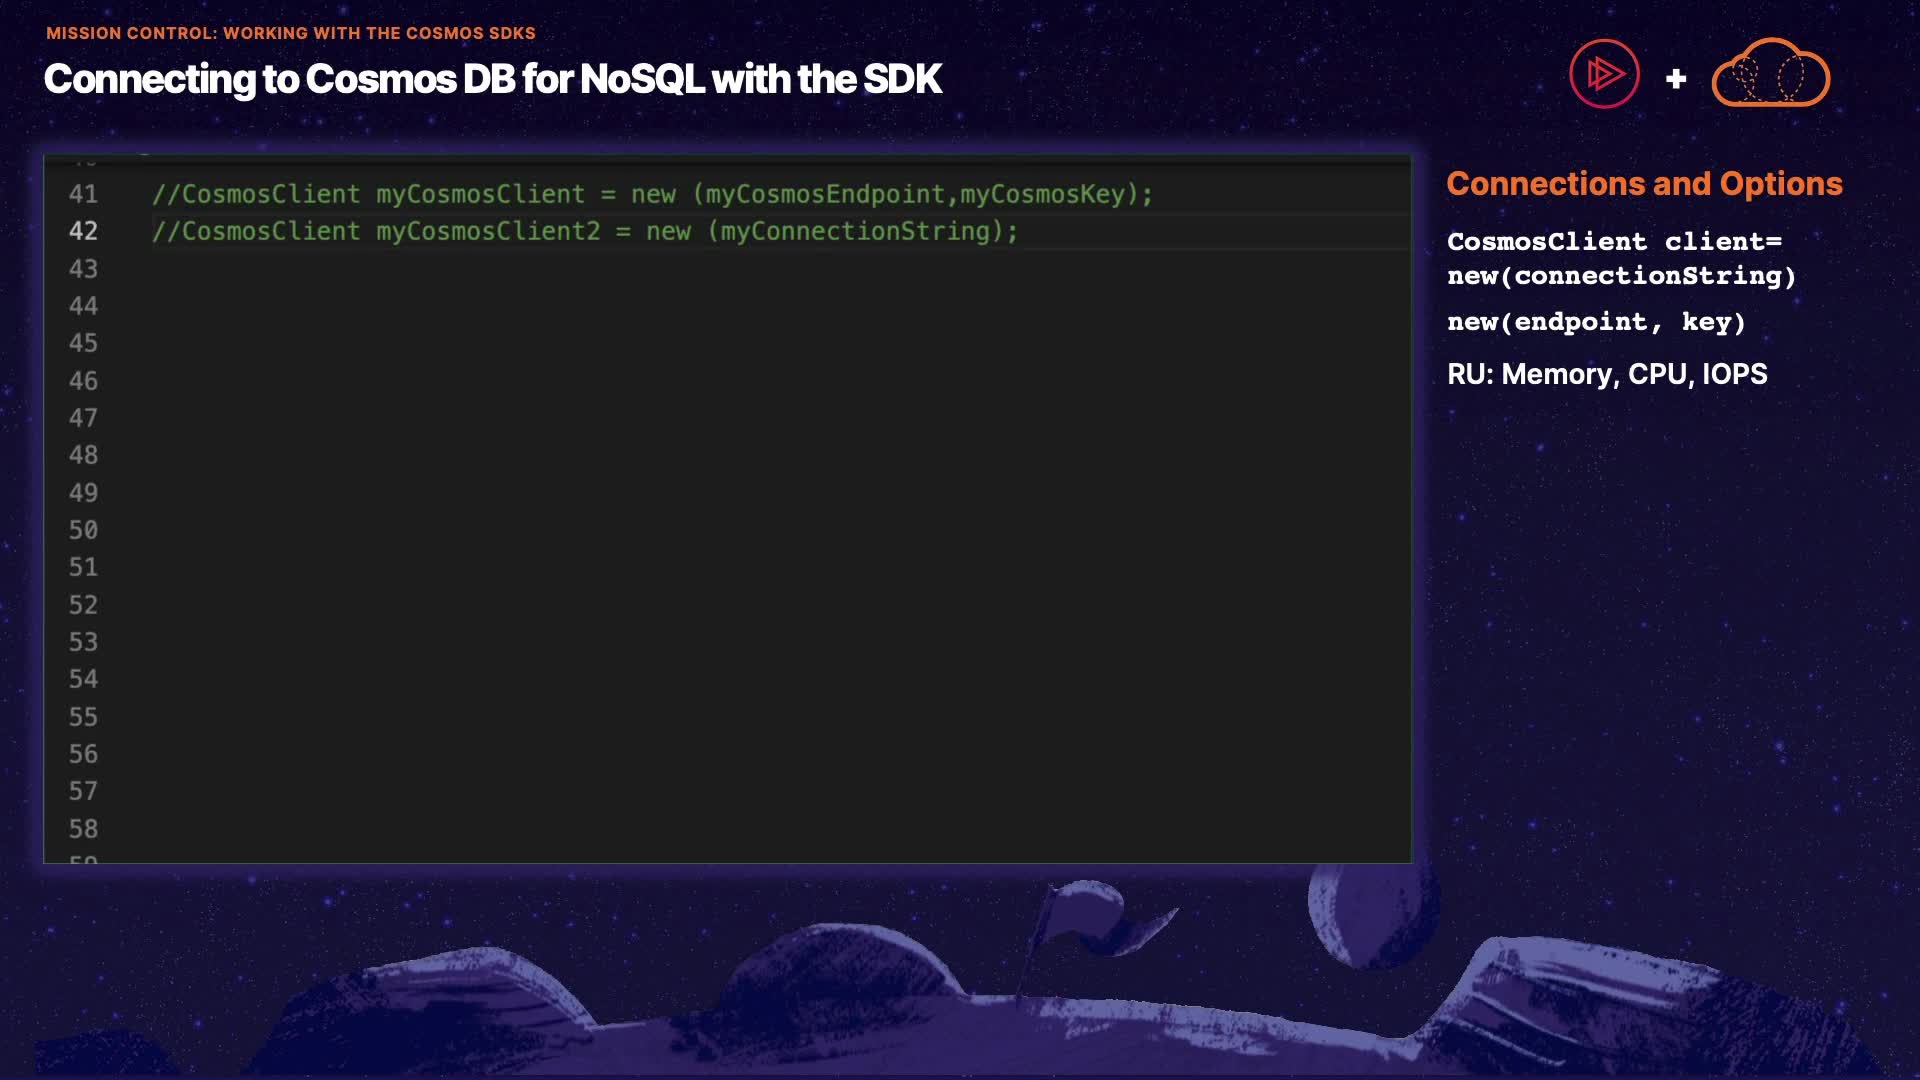 MISSION CONTROL: WORKING WITH THE COSMOS SDKS
Connecting to Cosmos DB for NoSQL with the SDK
+
41 //CosmosClient myCosmosClient = new (myCosmosEndpoint,myCosmosKey);
42 //CosmosClient myCosmosClient2 = new (myConnectionString);
43
44
45
46
47
48
49
50
51
52
53
54
55
56
57
58
Connections and Options
CosmosClient client=
new(connectionString)
new(endpoint, key)
RU: Memory, CPU, IOPS